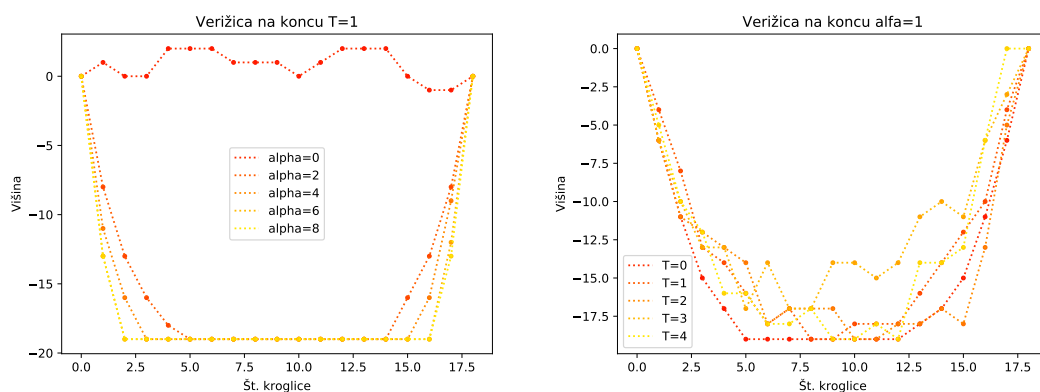 Verižica na koncu T=1
0
−5
−10
−15
−20
Višina
alpha=0
alpha=2
alpha=4
alpha=6
alpha=8
0.0 2.5 5.0 7.5 10.0 12.5 15.0 17.5
Št. kroglice
Verižica na koncu alfa=1
0.0
−2.5
−5.0
−7.5
−10.0
−12.5
−15.0
−17.5
Višina
T=0
T=1
T=2
T=3
T=4
0.0 2.5 5.0 7.5 10.0 12.5 15.0 17.5
Št. kroglice